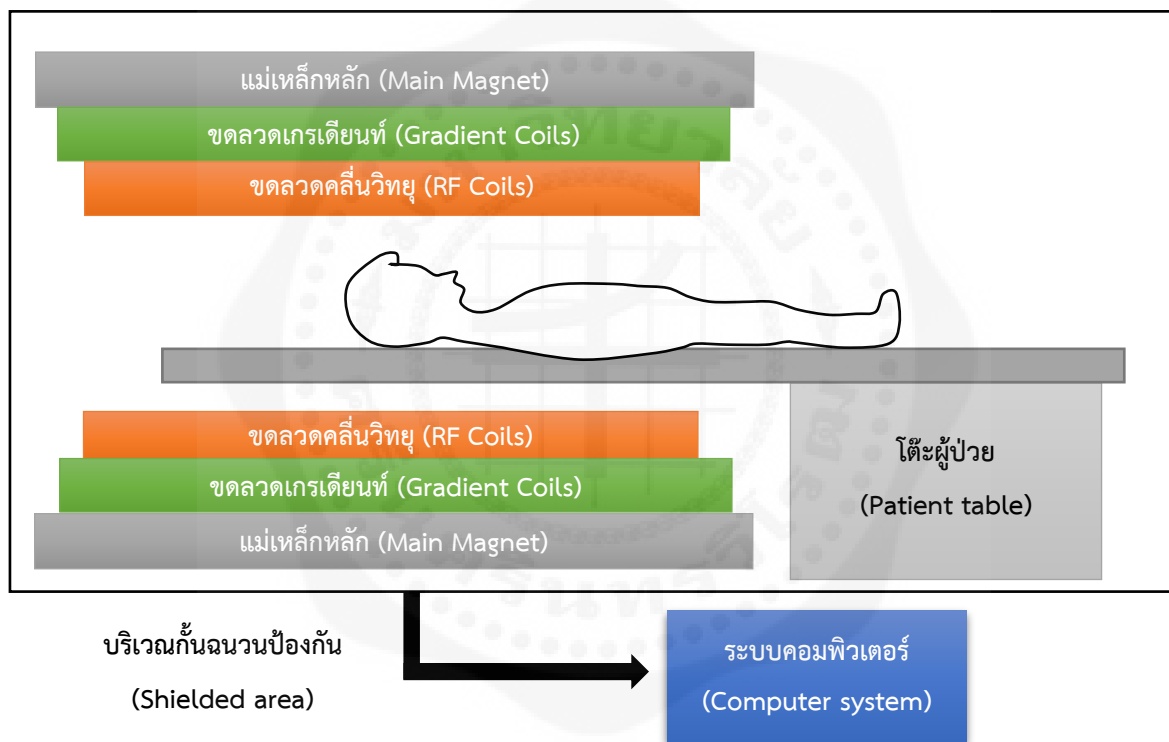 แม่เหล็กหลัก (Main Magnet)
ขดลวดเกรเดียนท์ (Gradient Coils)
ขดลวดคลื่นวิทยุ (RF Coils)
ขดลวดคลื่นวิทยุ (RF Coils)
ขดลวดเกรเดียนท์ (Gradient Coils)
แม่เหล็กหลัก (Main Magnet)
โต๊ะผู้ป่วย
(Patient table)
บริเวณกั้นฉนวนป้องกัน
(Shielded area)
ระบบคอมพิวเตอร์
(Computer system)